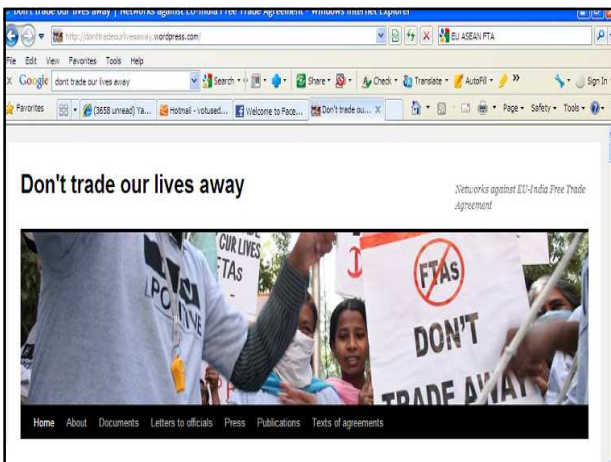 Don't trade our lives away | Networks against EU-India Free Trade Agreement - Windows Internet Explorer
http://donttradeourlivesaway.wordpress.com/
EU ASEAN FTA
File Edit View Favorites Tools Help
x Google dont trade our lives away Search Share Check Translate AutoFill » Sign In
Favorites (3658 unread) Ya... Hotmail - votused... Welcome to Face... Don't trade ou... X Page Safety Tools
Don't trade our lives away
Networks against EU-India Free Trade
Agreement
CUR LIVES
FTAs
POSITIVE
FTAs
DON'T
TRADE AWAY
Home About Documents Letters to officials Press Publications Texts of agreements